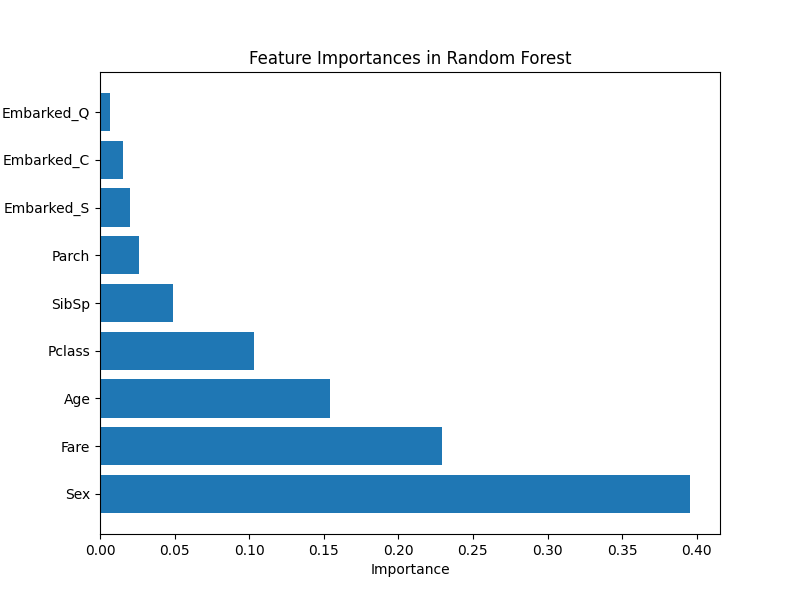 Feature Importances in Random Forest
Embarked_Q
Embarked_C
Embarked_S
Parch
SibSp
Pclass
Age
Fare
Sex
0.00 0.05 0.10 0.15 0.20 0.25 0.30 0.35 0.40
Importance